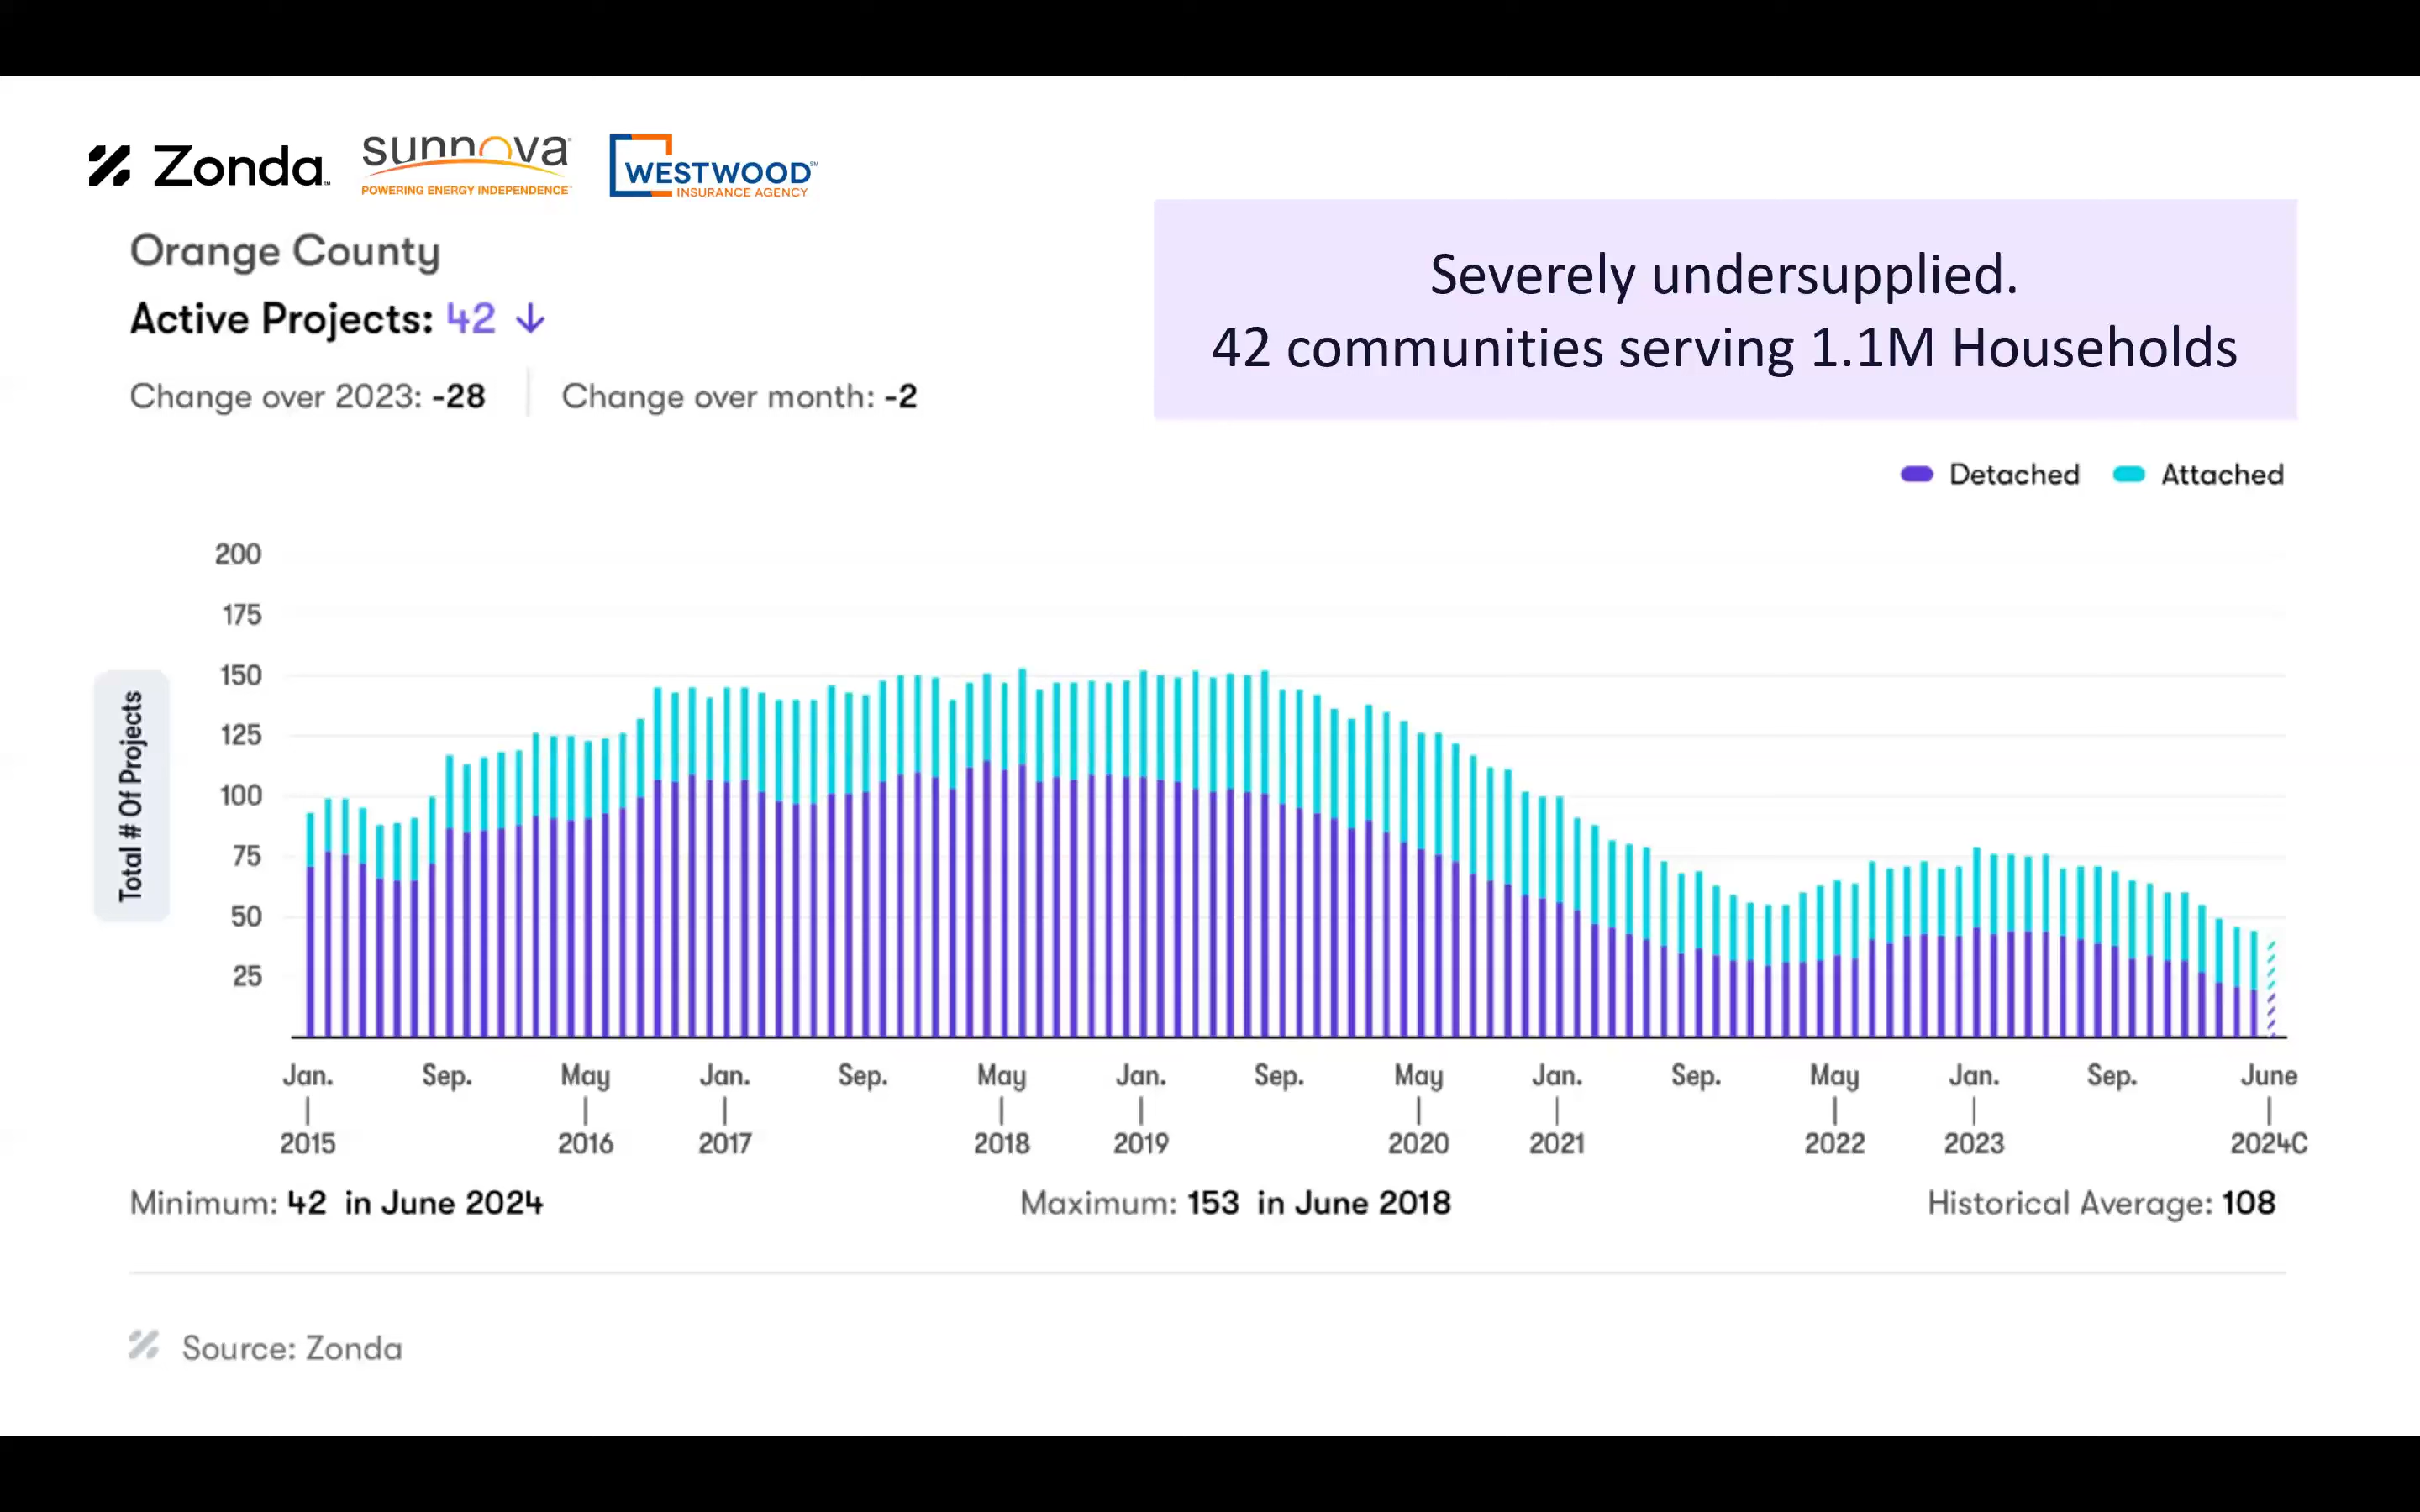 Zonda™
sunnova
POWERING ENERGY INDEPENDENCE™
WESTWOOD℠
INSURANCE AGENCY
Orange County
Active Projects: 42 ↓
Change over 2023: -28
Change over month: -2
Severely undersupplied.
42 communities serving 1.1M Households
Detached
Attached
Total # Of Projects
200
175
150
125
100
75
50
25
Jan. Sep. May Jan. Sep. May Jan. Sep. May Jan. Sep. May Jan. Sep. June
2015 2016 2017 2018 2019 2020 2021 2022 2023 2024C
Minimum: 42 in June 2024
Maximum: 153 in June 2018
Historical Average: 108
Source: Zonda